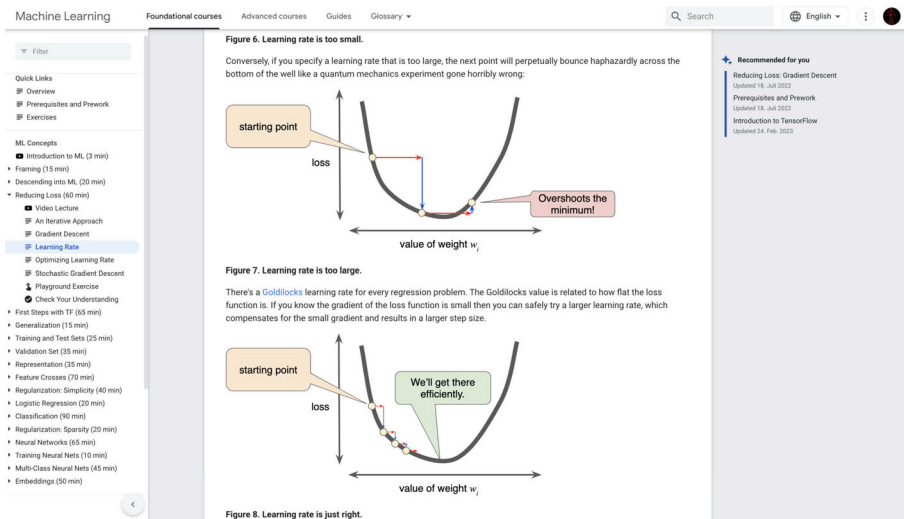 Machine Learning
Foundational courses
Advanced courses
Guides
Glossary
Search
English
Filter
Quick Links
Overview
Prerequisites and Prework
Exercises
ML Concepts
Introduction to ML (3 min)
Framing (15 min)
Descending into ML (20 min)
Reducing Loss (60 min)
Video Lecture
An Iterative Approach
Gradient Descent
Learning Rate
Optimizing Learning Rate
Stochastic Gradient Descent
Playground Exercise
Check Your Understanding
First Steps with TF (65 min)
Generalization (15 min)
Training and Test Sets (25 min)
Validation Set (35 min)
Representation (35 min)
Feature Crosses (70 min)
Regularization: Simplicity (40 min)
Logistic Regression (20 min)
Classification (90 min)
Regularization: Sparsity (20 min)
Neural Networks (65 min)
Training Neural Nets (10 min)
Multi-Class Neural Nets (45 min)
Embeddings (50 min)
Figure 6. Learning rate is too small.
Conversely, if you specify a learning rate that is too large, the next point will perpetually bounce haphazardly across the
bottom of the well like a quantum mechanics experiment gone horribly wrong:
starting point
loss
Overshoots the
minimum!
value of weight wᵢ
Figure 7. Learning rate is too large.
There's a Goldilocks learning rate for every regression problem. The Goldilocks value is related to how flat the loss
function is. If you know the gradient of the loss function is small then you can safely try a larger learning rate, which
compensates for the small gradient and results in a larger step size.
starting point
We'll get there
efficiently.
loss
value of weight wᵢ
Figure 8. Learning rate is just right.
Recommended for you
Reducing Loss: Gradient Descent
Updated 18. Juli 2022
Prerequisites and Prework
Updated 18. Juli 2022
Introduction to TensorFlow
Updated 24. Feb. 2023